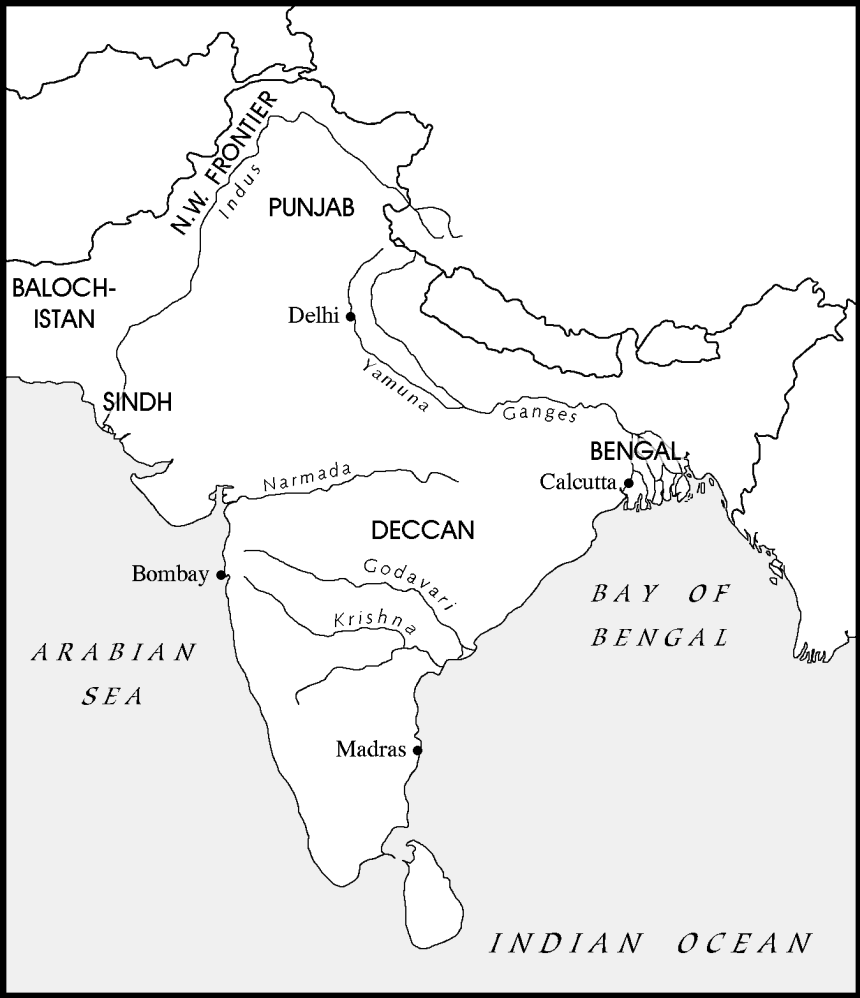 N.W. FRONTIER
Indus
PUNJAB
BALOCH-
ISTAN
Delhi
Yamuna
SINDH
Ganges
BENGAL
Narmada
Calcutta
DECCAN
Bombay
Godavari
BAY OF
BENGAL
Krishna
ARABIAN
SEA
Madras
INDIAN OCEAN